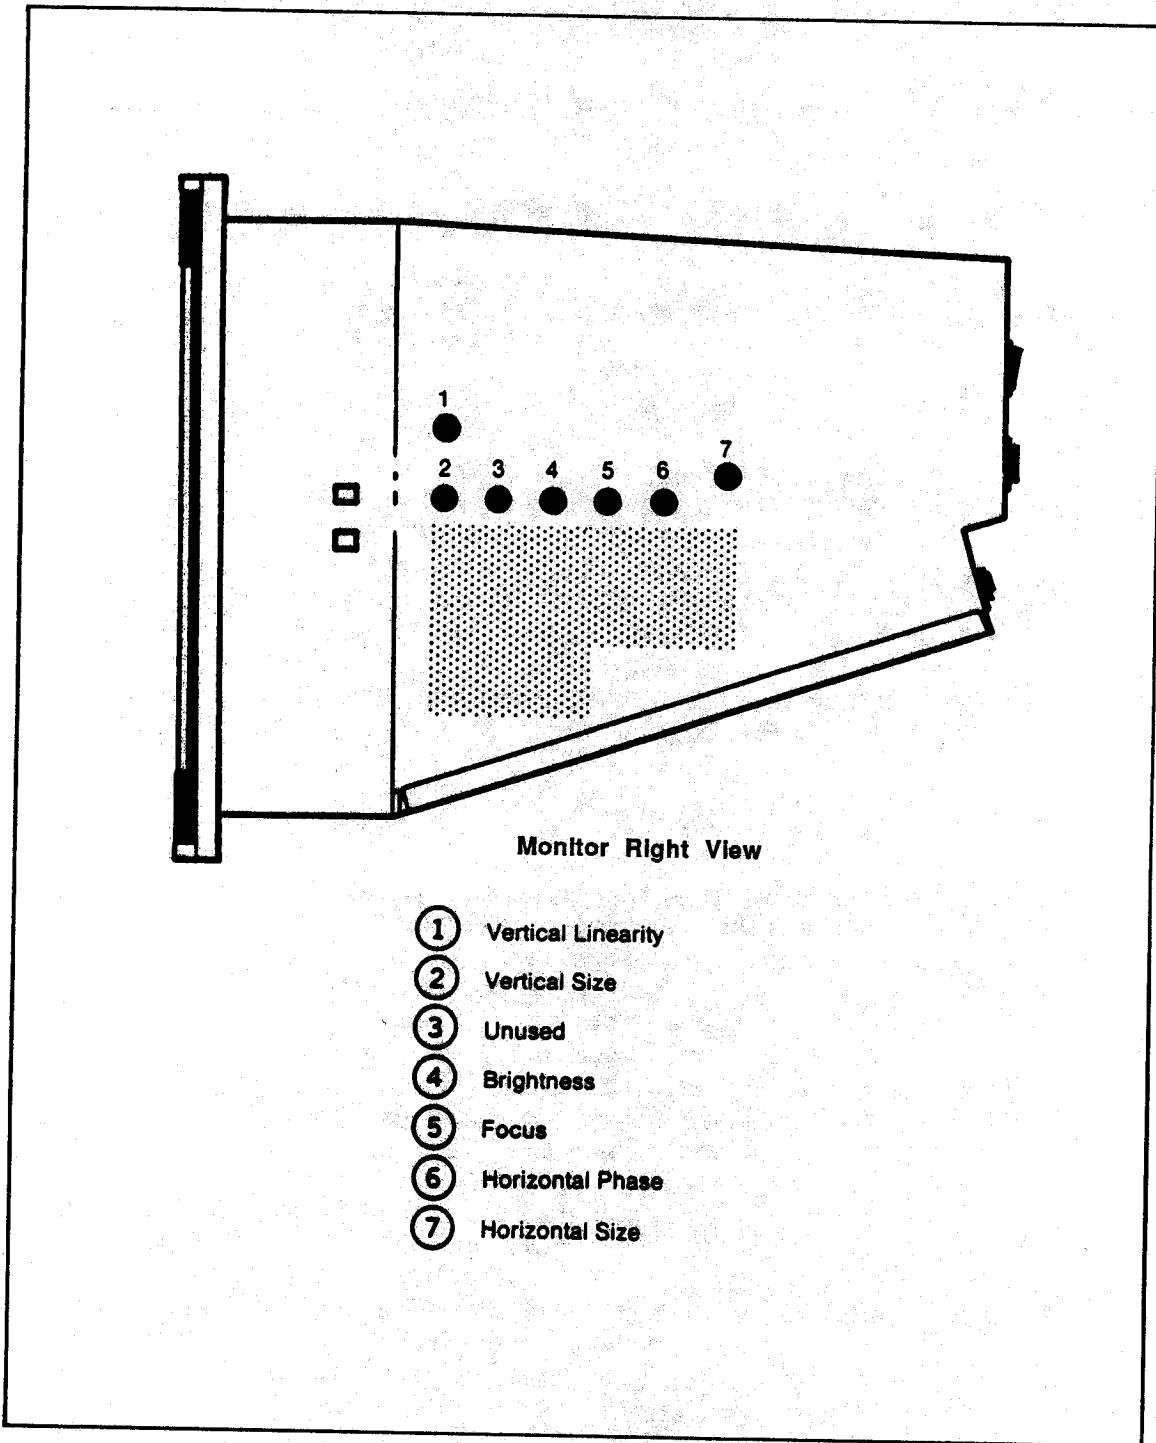 1
7
2 3 4 5 6
Monitor Right View
1 Vertical Linearity
2 Vertical Size
3 Unused
4 Brightness
5 Focus
6 Horizontal Phase
7 Horizontal Size